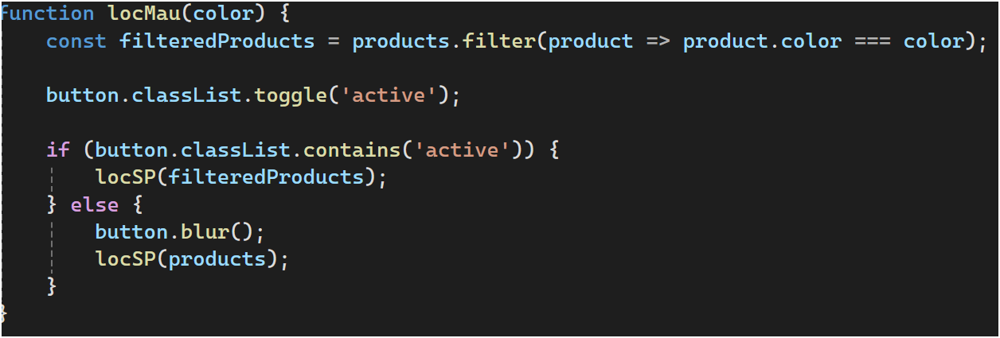 function locMau(color) {
    const filteredProducts = products.filter(product => product.color === color);
    button.classList.toggle('active');
    if (button.classList.contains('active')) {
        locSP(filteredProducts);
    } else {
        button.blur();
        locSP(products);
    }
}